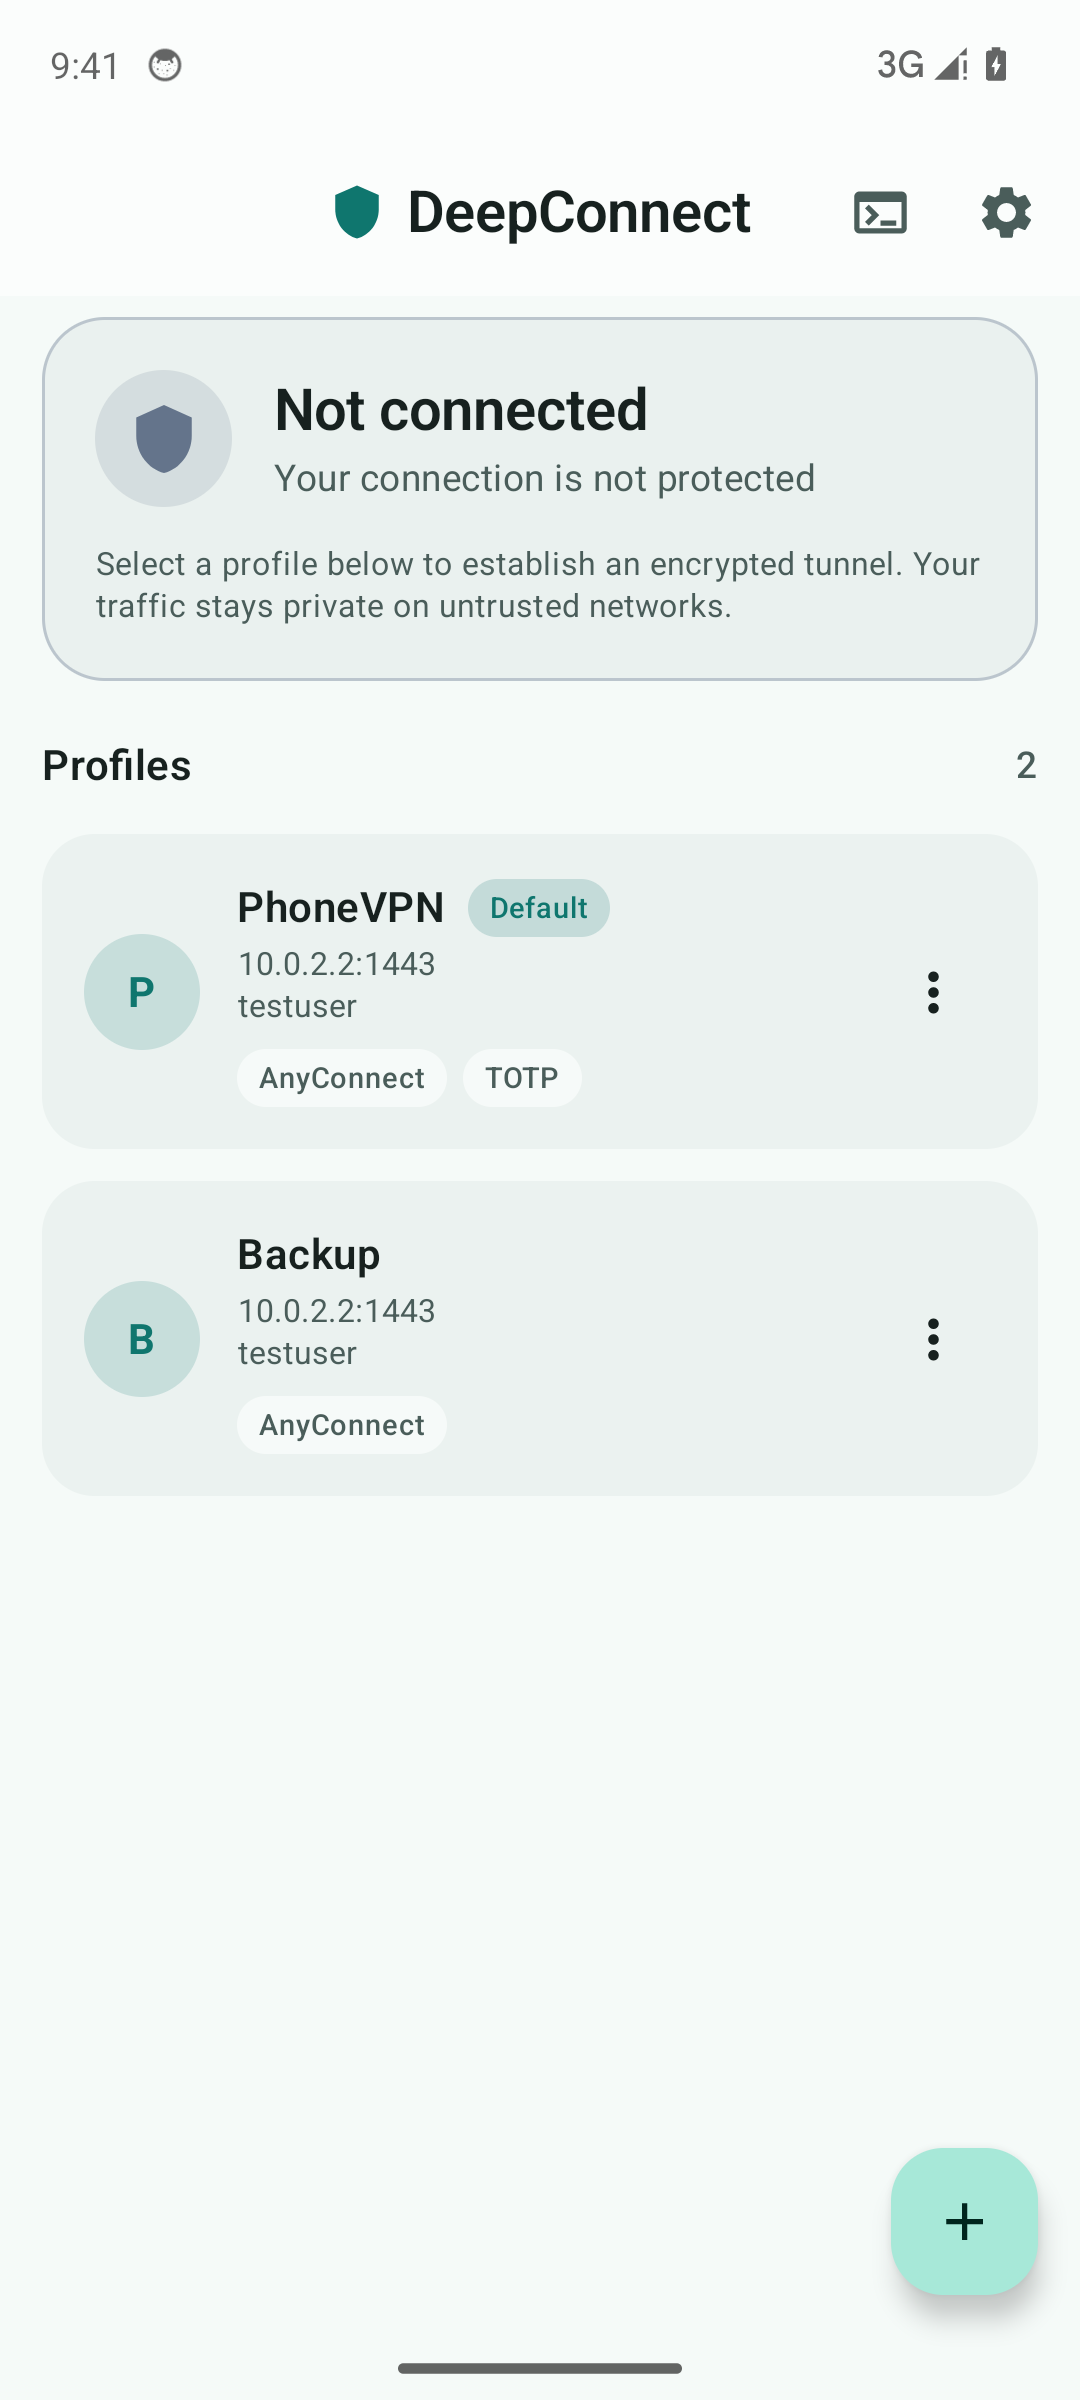 9:41
3G
DeepConnect
Not connected
Your connection is not protected
Select a profile below to establish an encrypted tunnel. Your
traffic stays private on untrusted networks.
Profiles
2
PhoneVPN
Default
P
10.0.2.2:1443
testuser
AnyConnect
TOTP
Backup
B
10.0.2.2:1443
testuser
AnyConnect